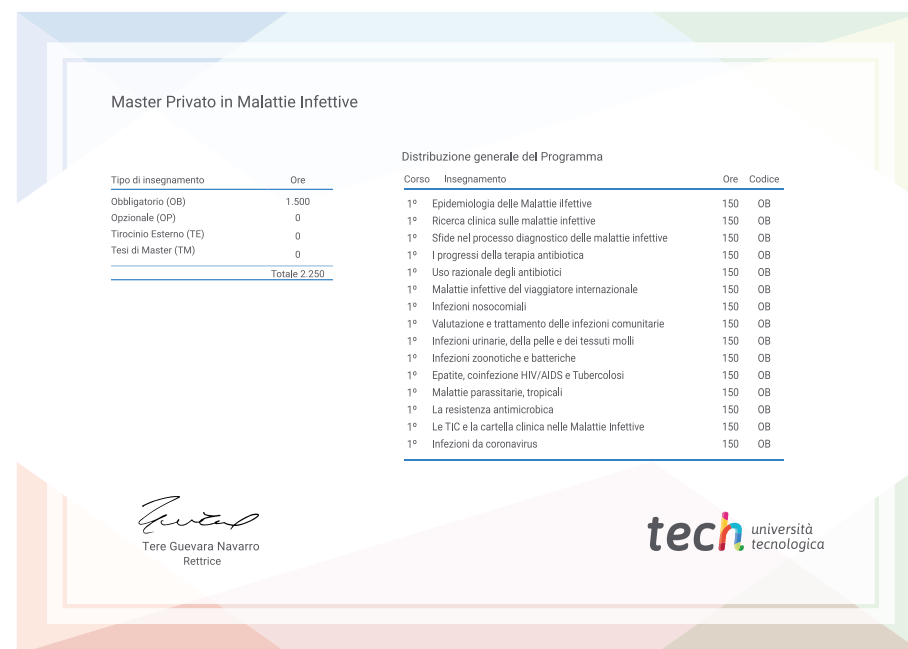 Master Privato in Malattie Infettive
Tipo di insegnamento Ore
Obbligatorio (OB) 1.500
Opzionale (OP) 0
Tirocinio Esterno (TE) 0
Tesi di Master (TM) 0
Totale 2.250
Distribuzione generale del Programma
Corso Insegnamento Ore Codice
1º Epidemiologia delle Malattie ilfettive 150 OB
1º Ricerca clinica sulle malattie infettive 150 OB
1º Sfide nel processo diagnostico delle malattie infettive 150 OB
1º I progressi della terapia antibiotica 150 OB
1º Uso razionale degli antibiotici 150 OB
1º Malattie infettive del viaggiatore internazionale 150 OB
1º Infezioni nosocomiali 150 OB
1º Valutazione e trattamento delle infezioni comunitarie 150 OB
1º Infezioni urinarie, della pelle e dei tessuti molli 150 OB
1º Infezioni zoonotiche e batteriche 150 OB
1º Epatite, coinfezione HIV/AIDS e Tubercolosi 150 OB
1º Malattie parassitarie, tropicali 150 OB
1º La resistenza antimicrobica 150 OB
1º Le TIC e la cartella clinica nelle Malattie Infettive 150 OB
1º Infezioni da coronavirus 150 OB
Tere Guevara Navarro
Rettrice
tech università
tecnologica